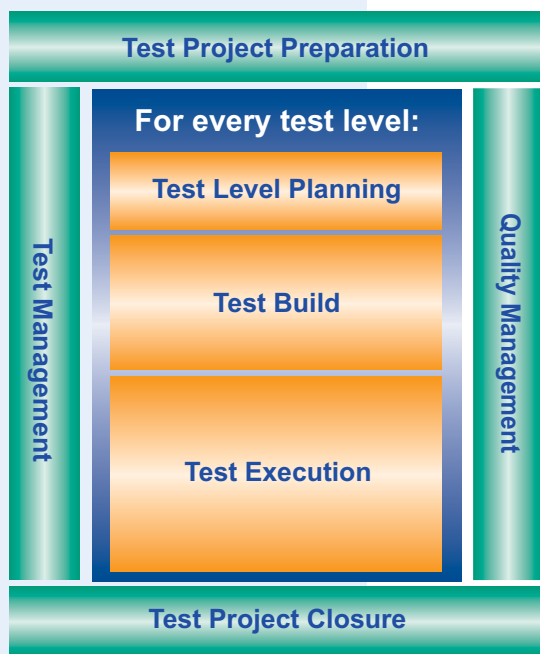 Test Project Preparation
Test Management
For every test level:
Test Level Planning
Test Build
Test Execution
Quality Management
Test Project Closure